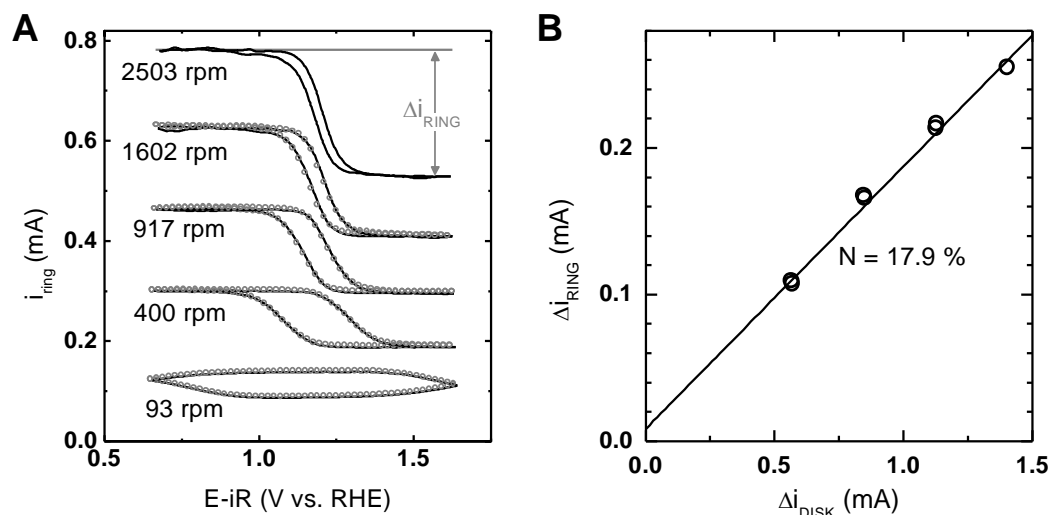 A
0.8
0.6
0.4
0.2
0.0
i_ring (mA)
2503 rpm
1602 rpm
917 rpm
400 rpm
93 rpm
Δi_RING
0.5
1.0
1.5
E-iR (V vs. RHE)
B
0.2
0.1
0.0
Δi_RING (mA)
N = 17.9 %
0.0
0.5
1.0
1.5
Δi_DISK (mA)